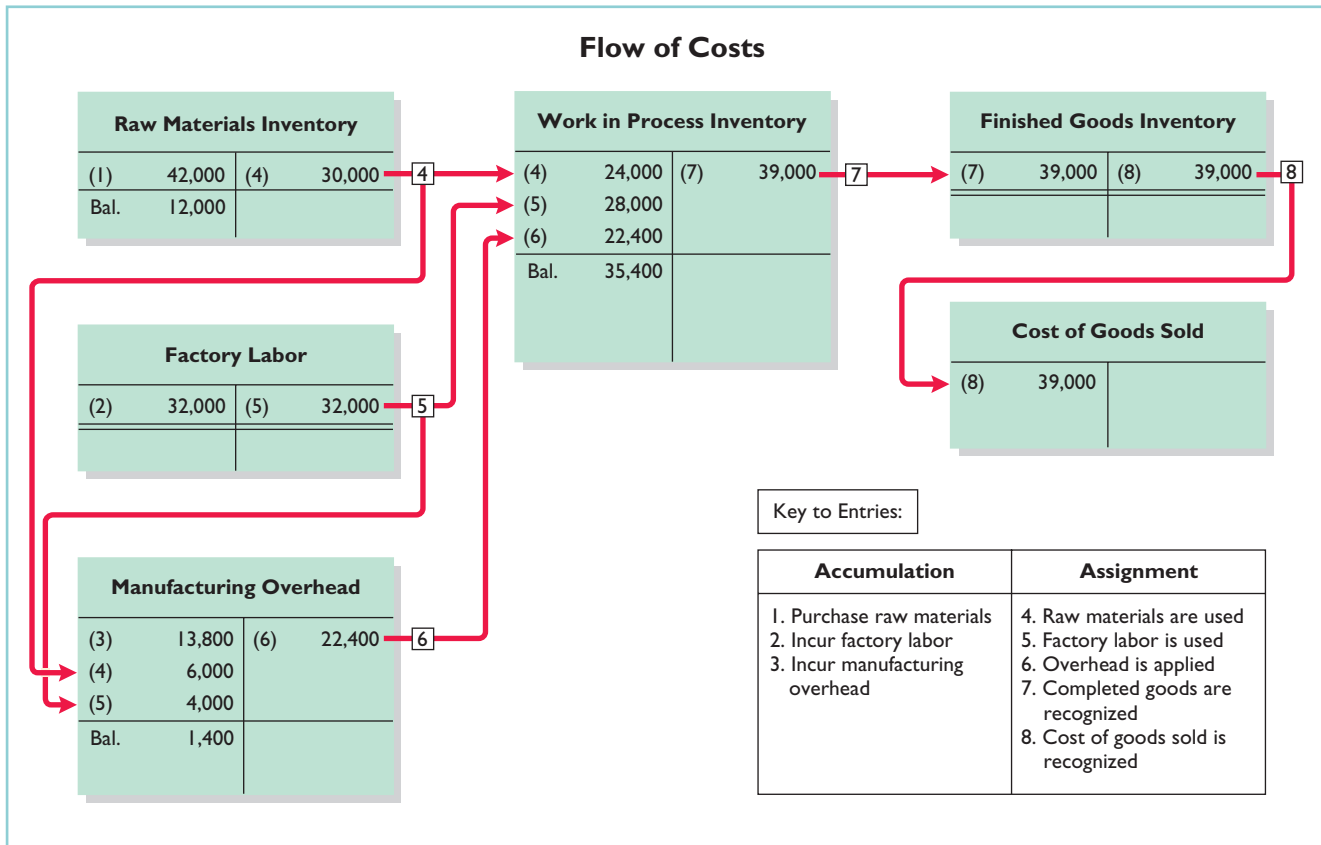 Flow of Costs
Raw Materials Inventory
(1) 42,000 (4) 30,000
Bal. 12,000
4
Work in Process Inventory
(4) 24,000 (7) 39,000
(5) 28,000
(6) 22,400
Bal. 35,400
7
Finished Goods Inventory
(7) 39,000 (8) 39,000
8
Factory Labor
(2) 32,000 (5) 32,000
5
Cost of Goods Sold
(8) 39,000
Manufacturing Overhead
(3) 13,800 (6) 22,400
(4) 6,000
(5) 4,000
Bal. 1,400
6
Key to Entries:
Accumulation
1. Purchase raw materials
2. Incur factory labor
3. Incur manufacturing
overhead
Assignment
4. Raw materials are used
5. Factory labor is used
6. Overhead is applied
7. Completed goods are
recognized
8. Cost of goods sold is
recognized